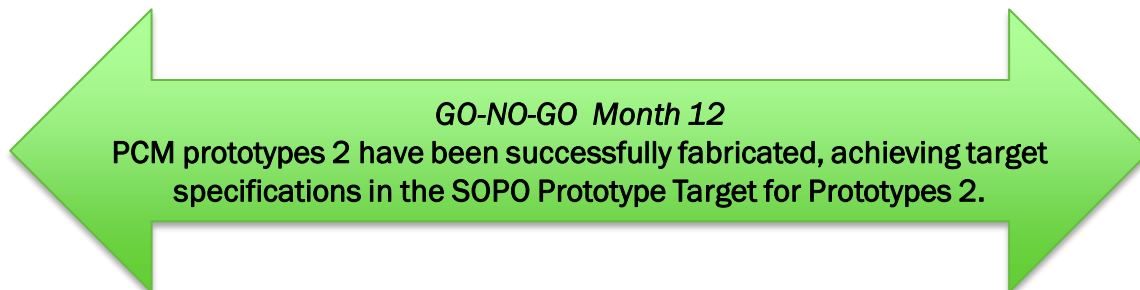 GO-NO-GO  Month 12
PCM prototypes 2 have been successfully fabricated, achieving target
specifications in the SOPO Prototype Target for Prototypes 2.